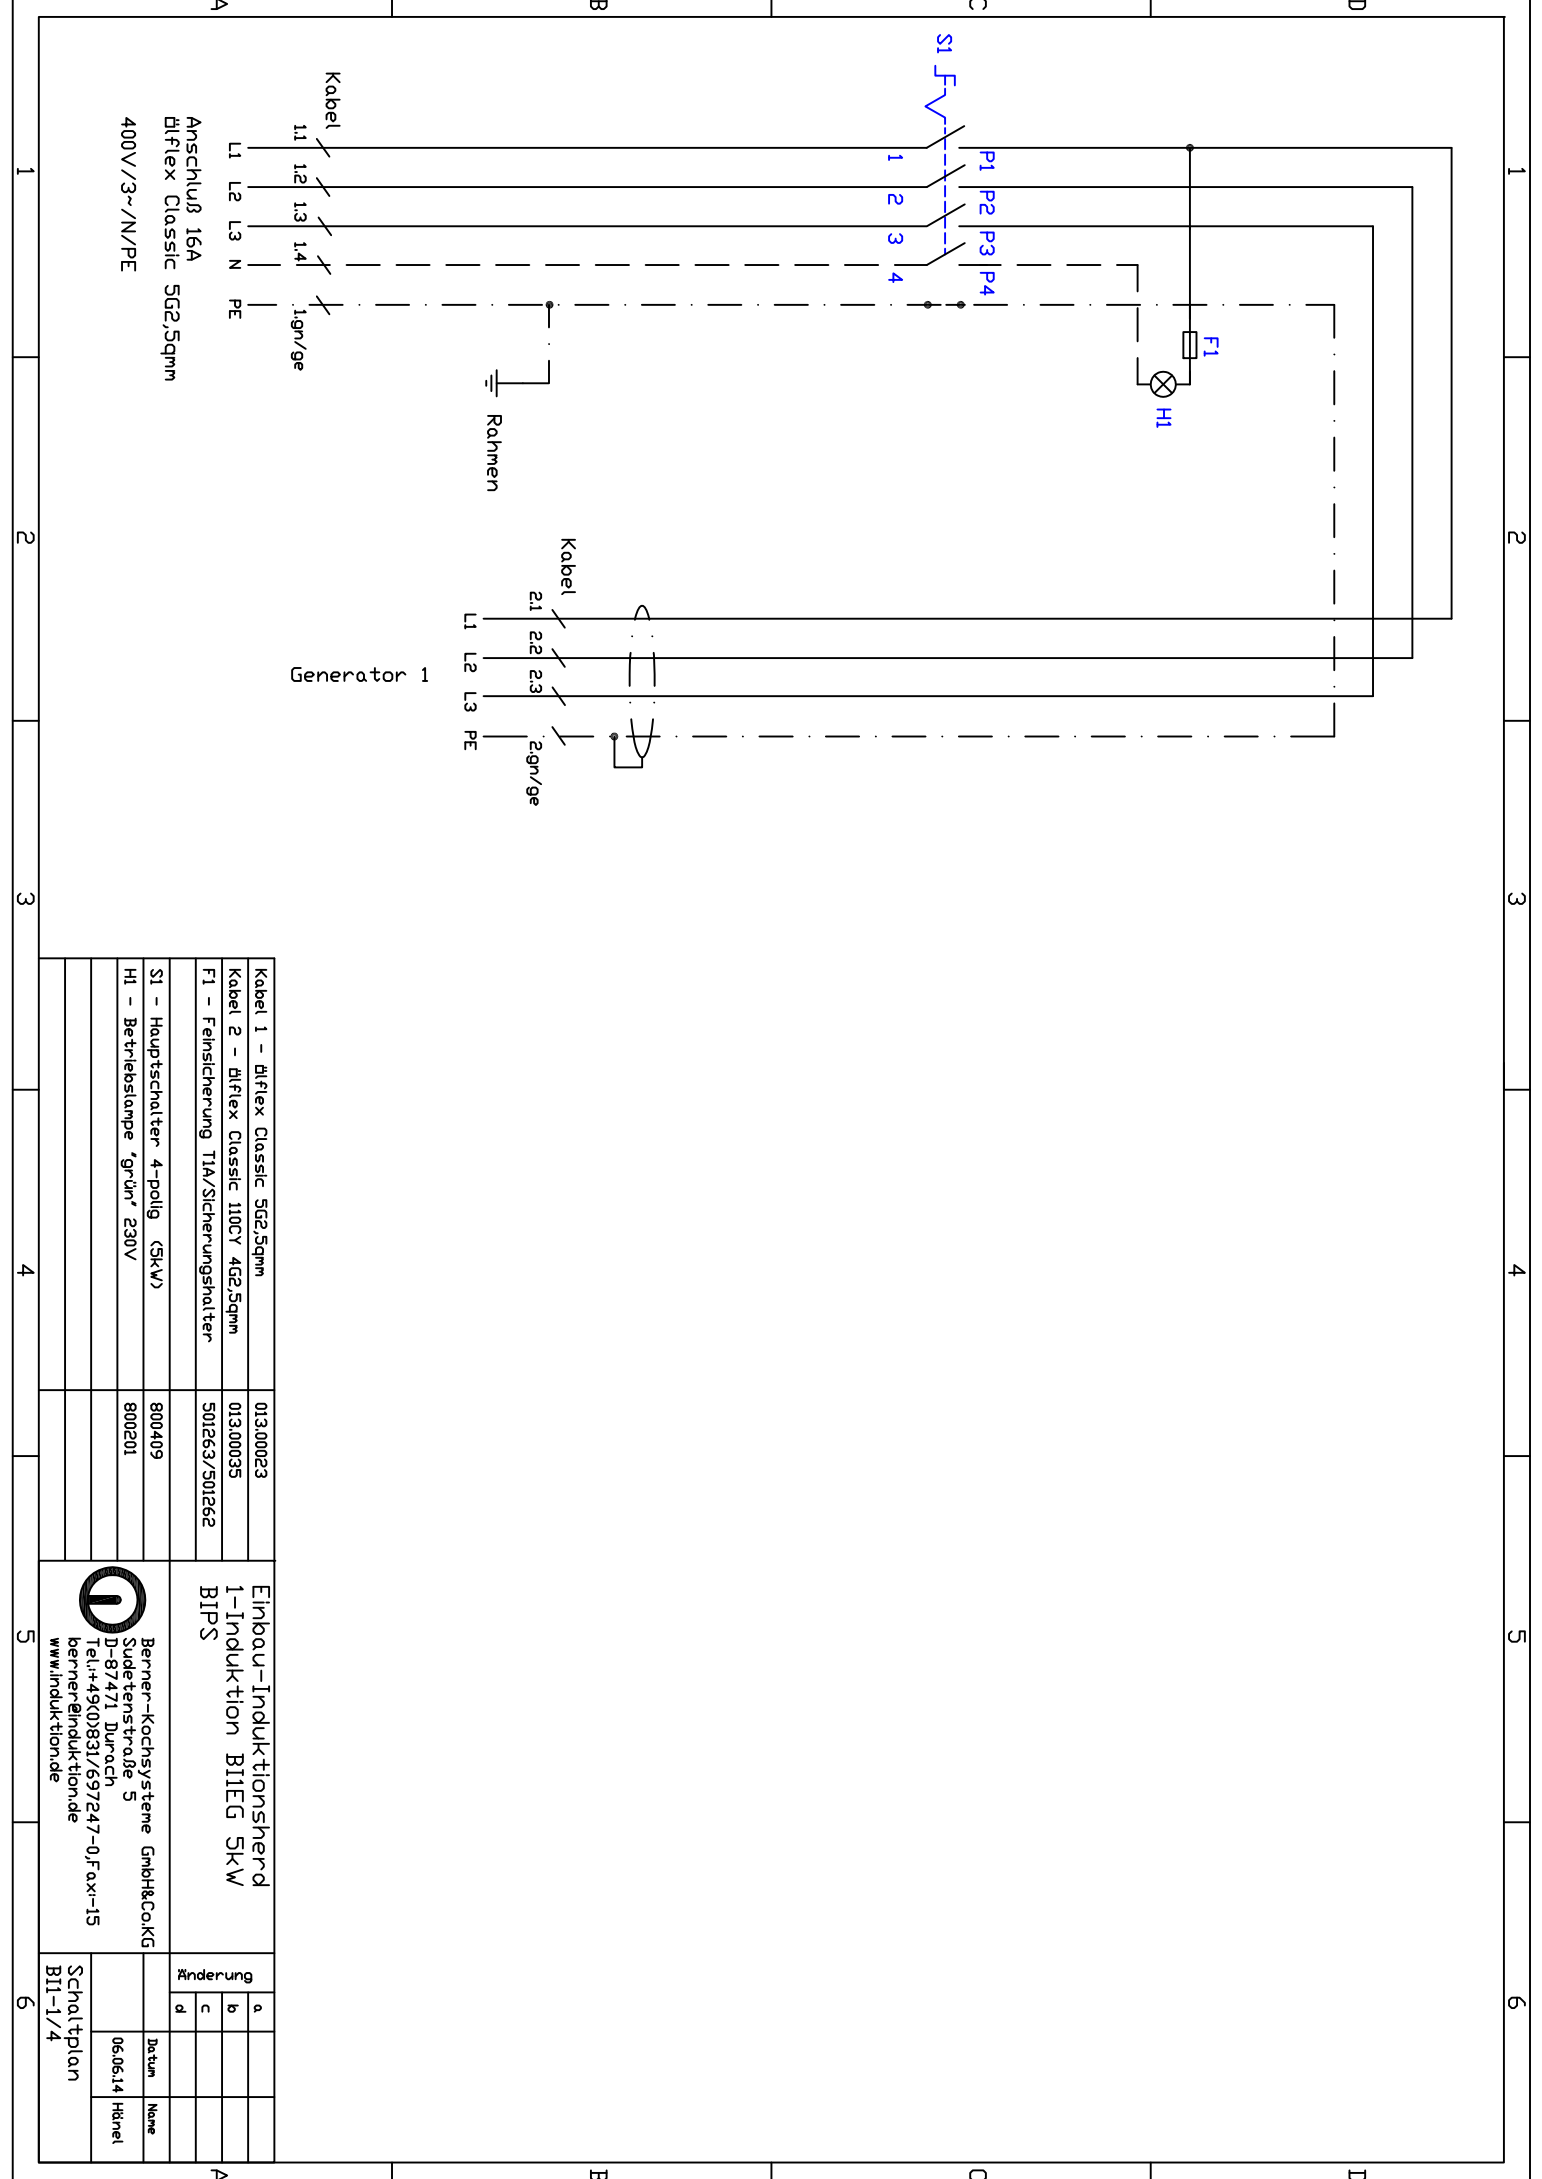 1 2 3 4 5 6
D
C
B
A
S1
P1 P2 P3 P4
1 2 3 4
F1
H1
Kabel
1.1 1.2 1.3 1.4 1.gn/ge
L1 L2 L3 N PE
Anschluß 16A
ölflex Classic 5G2,5qmm
400V/3~/N/PE
Rahmen
Kabel
2.1 2.2 2.3 2.gn/ge
L1 L2 L3 PE
Generator 1
Kabel 1 - ölflex Classic 5G2,5qmm 013.00023
Kabel 2 - ölflex Classic 110CY 4G2,5qmm 013.00035
F1 - Feinsicherung T1A/Sicherungshalter 501263/501262
S1 - Hauptschalter 4-polig (5kW) 800409
H1 - Betriebslampe "grün" 230V 800201
Einbau-Induktionsherd
1-Induktion BI1EG 5kW
BIPS
Berner-Kochsysteme GmbH&Co.KG
Sudetenstraße 5
D-87471 Durach
Tel.:+49(0)831/697247-0,Fax:-15
berner@induktion.de
www.induktion.de
Änderung
a
b
c
d
Datum Name
06.06.14 Hänel
Schaltplan
BI1-1/4
D
C
B
A
1 2 3 4 5 6